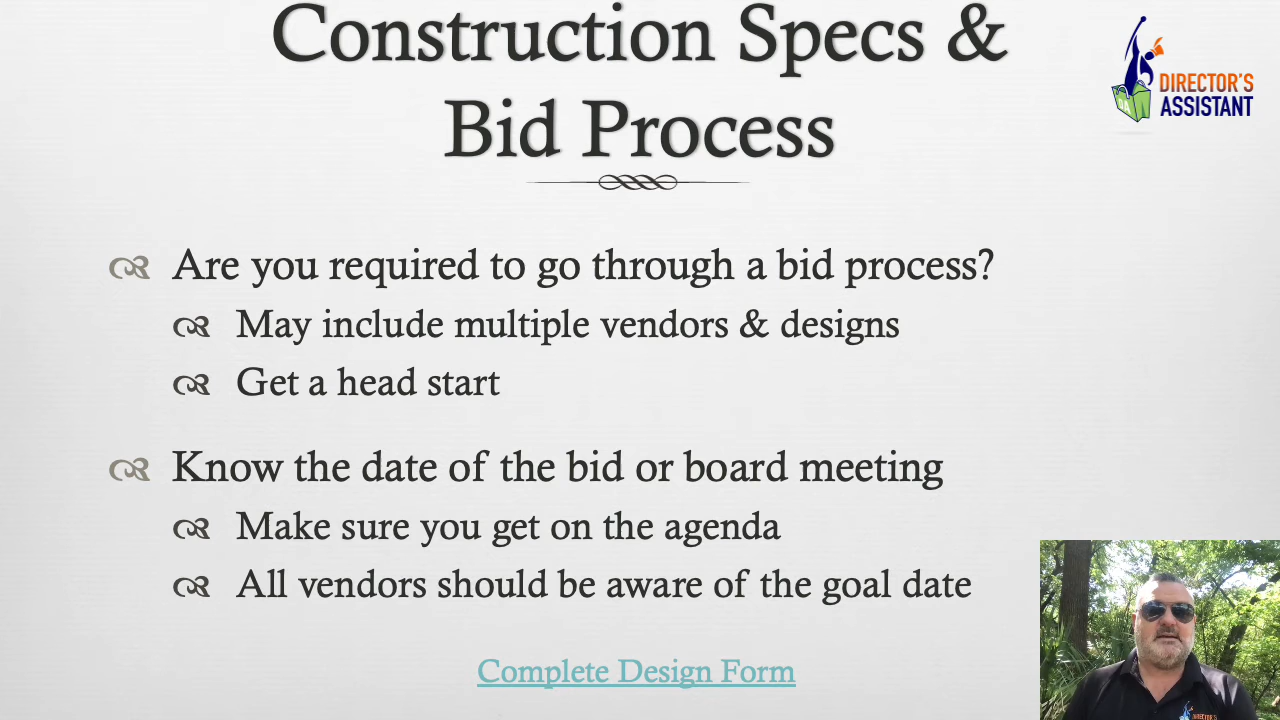 Construction Specs &
Bid Process
DIRECTOR'S
ASSISTANT
Are you required to go through a bid process?
May include multiple vendors & designs
Get a head start
Know the date of the bid or board meeting
Make sure you get on the agenda
All vendors should be aware of the goal date
Complete Design Form
DIRECTOR'S